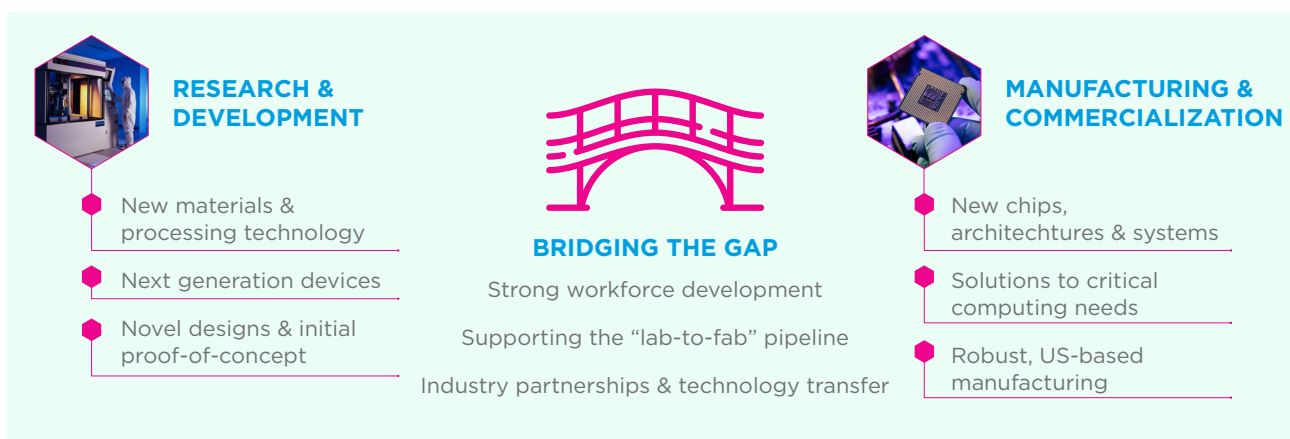 RESEARCH &
DEVELOPMENT
New materials &
processing technology
Next generation devices
Novel designs & initial
proof-of-concept
BRIDGING THE GAP
Strong workforce development
Supporting the “lab-to-fab” pipeline
Industry partnerships & technology transfer
MANUFACTURING &
COMMERCIALIZATION
New chips,
architechtures & systems
Solutions to critical
computing needs
Robust, US-based
manufacturing